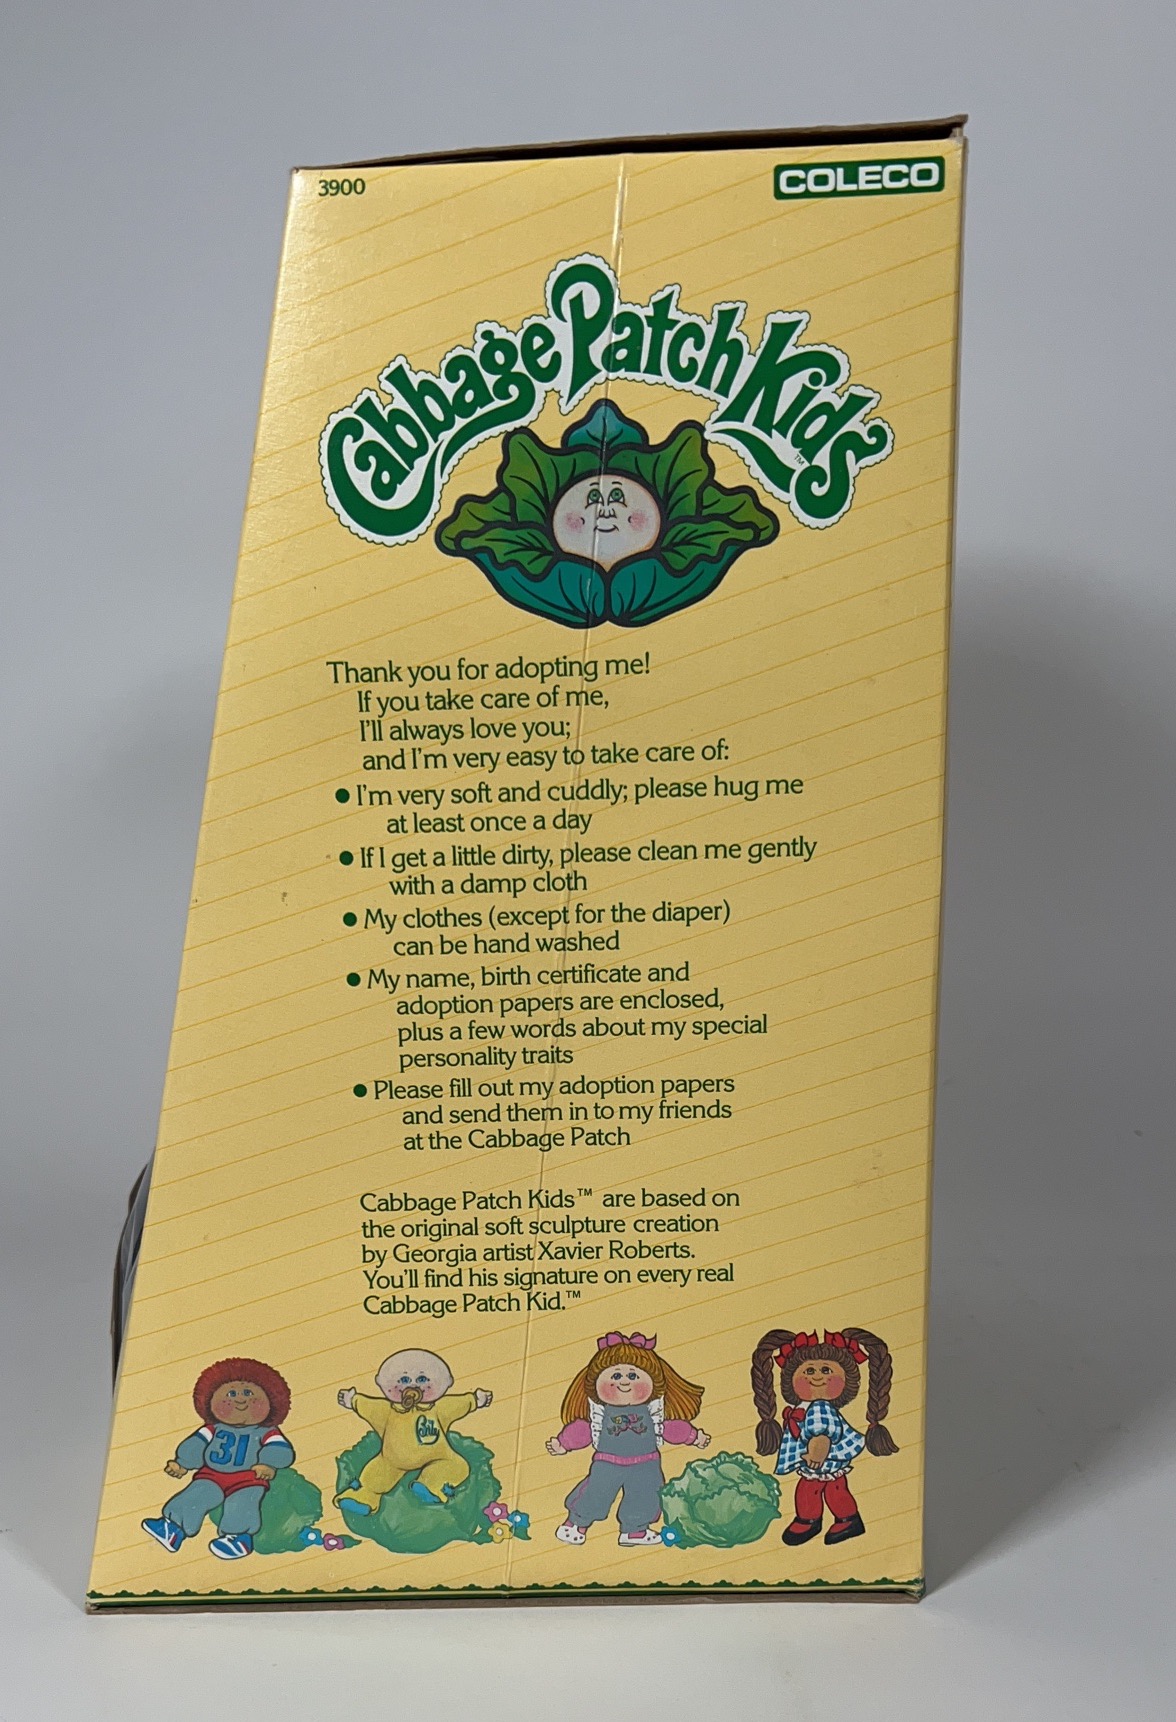 3900
COLECO
Cabbage Patch Kids™
Thank you for adopting me!
If you take care of me,
I'll always love you;
and I'm very easy to take care of:
● I'm very soft and cuddly; please hug me
at least once a day
● If I get a little dirty, please clean me gently
with a damp cloth
● My clothes (except for the diaper)
can be hand washed
● My name, birth certificate and
adoption papers are enclosed,
plus a few words about my special
personality traits
● Please fill out my adoption papers
and send them in to my friends
at the Cabbage Patch
Cabbage Patch Kids™ are based on
the original soft sculpture creation
by Georgia artist Xavier Roberts.
You'll find his signature on every real
Cabbage Patch Kid.™
31